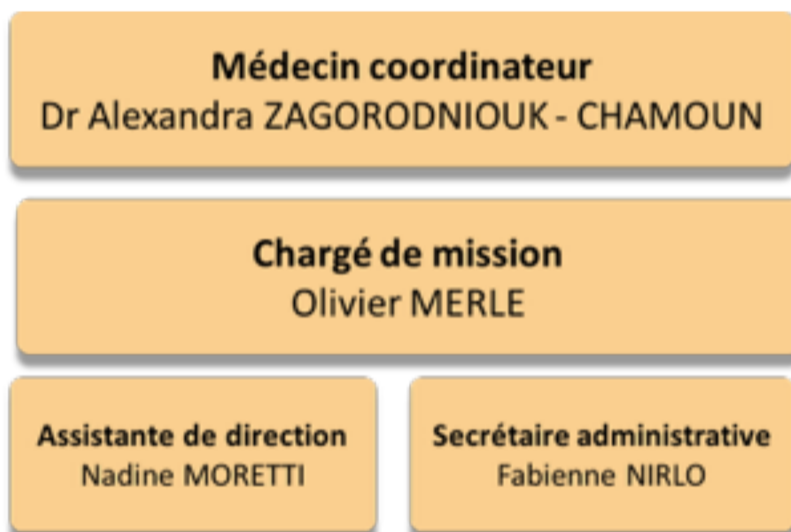 Médecin coordinateur
Dr Alexandra ZAGORODNIOUK - CHAMOUN
Chargé de mission
Olivier MERLE
Assistante de direction
Nadine MORETTI
Secrétaire administrative
Fabienne NIRLO